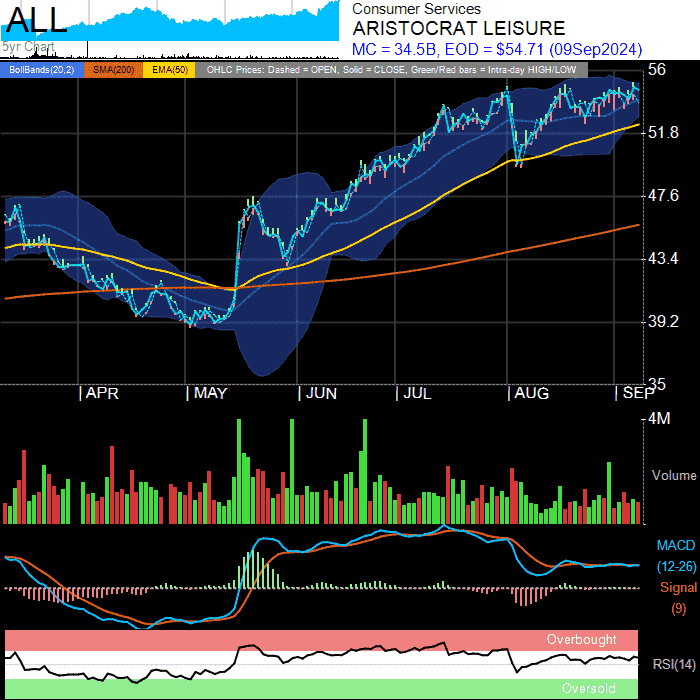 ALL
5yr Chart
Consumer Services
ARISTOCRAT LEISURE
MC = 34.5B, EOD = $54.71 (09Sep2024)
BollBands(20,2) SMA(200) EMA(50) OHLC Prices: Dashed = OPEN, Solid = CLOSE, Green/Red bars = Intra-day HIGH/LOW
56
51.8
47.6
43.4
39.2
35
| APR | MAY | JUN | JUL | AUG | SEP
4M
Volume
MACD
(12-26)
Signal
(9)
Overbought
RSI(14)
Oversold